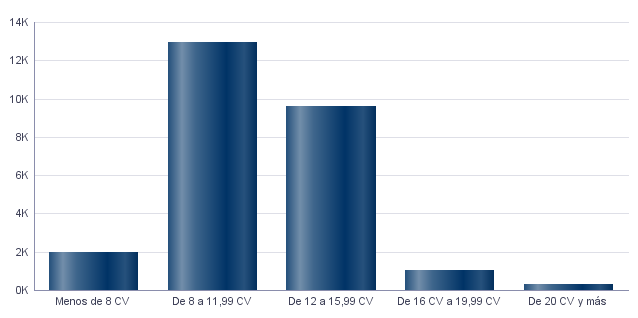 14K
12K
10K
8K
6K
4K
2K
0K
Menos de 8 CV
De 8 a 11,99 CV
De 12 a 15,99 CV
De 16 CV a 19,99 CV
De 20 CV y más